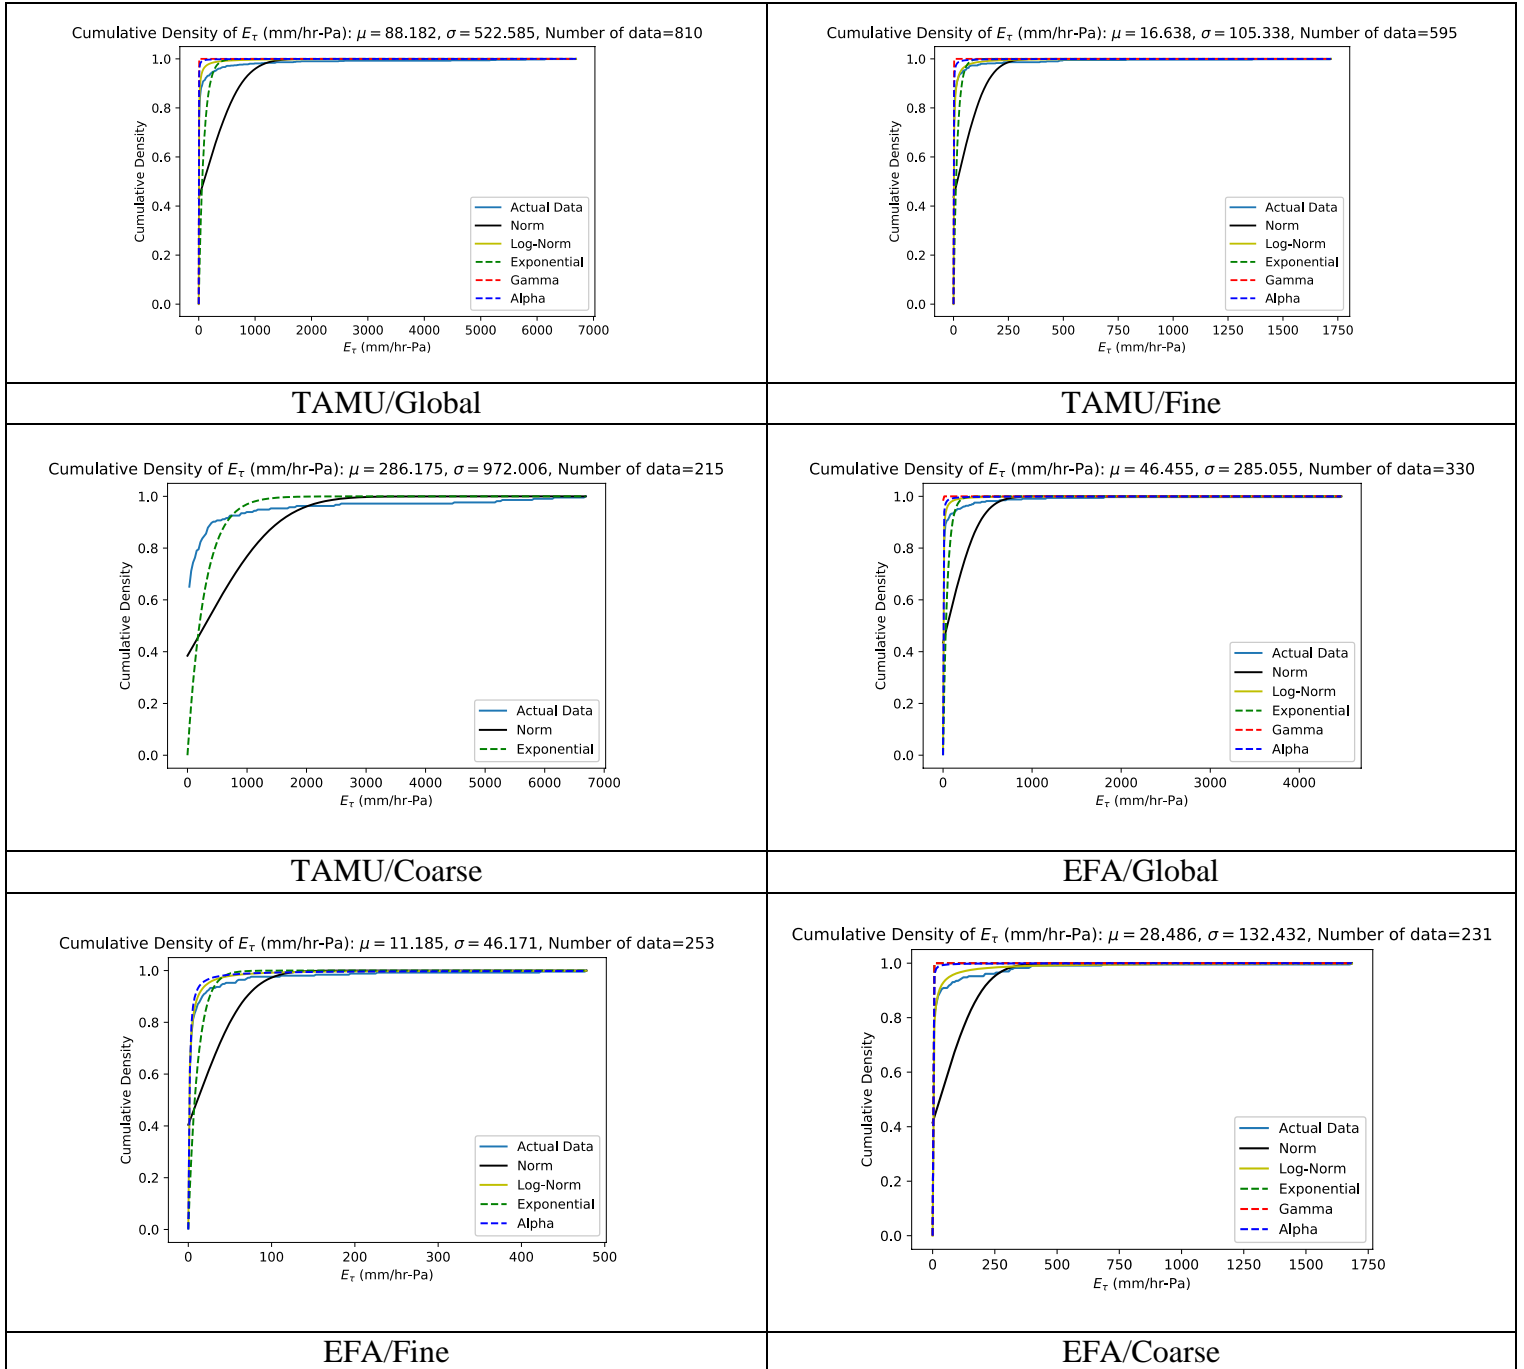 Cumulative Density of E_τ (mm/hr-Pa): μ = 88.182, σ = 522.585, Number of data=810
Cumulative Density
1.0
0.8
0.6
0.4
0.2
0.0
Actual Data
Norm
Log-Norm
Exponential
Gamma
Alpha
0 1000 2000 3000 4000 5000 6000 7000
E_τ (mm/hr-Pa)
TAMU/Global
Cumulative Density of E_τ (mm/hr-Pa): μ = 16.638, σ = 105.338, Number of data=595
Cumulative Density
1.0
0.8
0.6
0.4
0.2
0.0
Actual Data
Norm
Log-Norm
Exponential
Gamma
Alpha
0 250 500 750 1000 1250 1500 1750
E_τ (mm/hr-Pa)
TAMU/Fine
Cumulative Density of E_τ (mm/hr-Pa): μ = 286.175, σ = 972.006, Number of data=215
Cumulative Density
1.0
0.8
0.6
0.4
0.2
0.0
Actual Data
Norm
Exponential
0 1000 2000 3000 4000 5000 6000 7000
E_τ (mm/hr-Pa)
TAMU/Coarse
Cumulative Density of E_τ (mm/hr-Pa): μ = 46.455, σ = 285.055, Number of data=330
Cumulative Density
1.0
0.8
0.6
0.4
0.2
0.0
Actual Data
Norm
Log-Norm
Exponential
Gamma
Alpha
0 1000 2000 3000 4000
E_τ (mm/hr-Pa)
EFA/Global
Cumulative Density of E_τ (mm/hr-Pa): μ = 11.185, σ = 46.171, Number of data=253
Cumulative Density
1.0
0.8
0.6
0.4
0.2
0.0
Actual Data
Norm
Log-Norm
Exponential
Alpha
0 100 200 300 400 500
E_τ (mm/hr-Pa)
EFA/Fine
Cumulative Density of E_τ (mm/hr-Pa): μ = 28.486, σ = 132.432, Number of data=231
Cumulative Density
1.0
0.8
0.6
0.4
0.2
0.0
Actual Data
Norm
Log-Norm
Exponential
Gamma
Alpha
0 250 500 750 1000 1250 1500 1750
E_τ (mm/hr-Pa)
EFA/Coarse